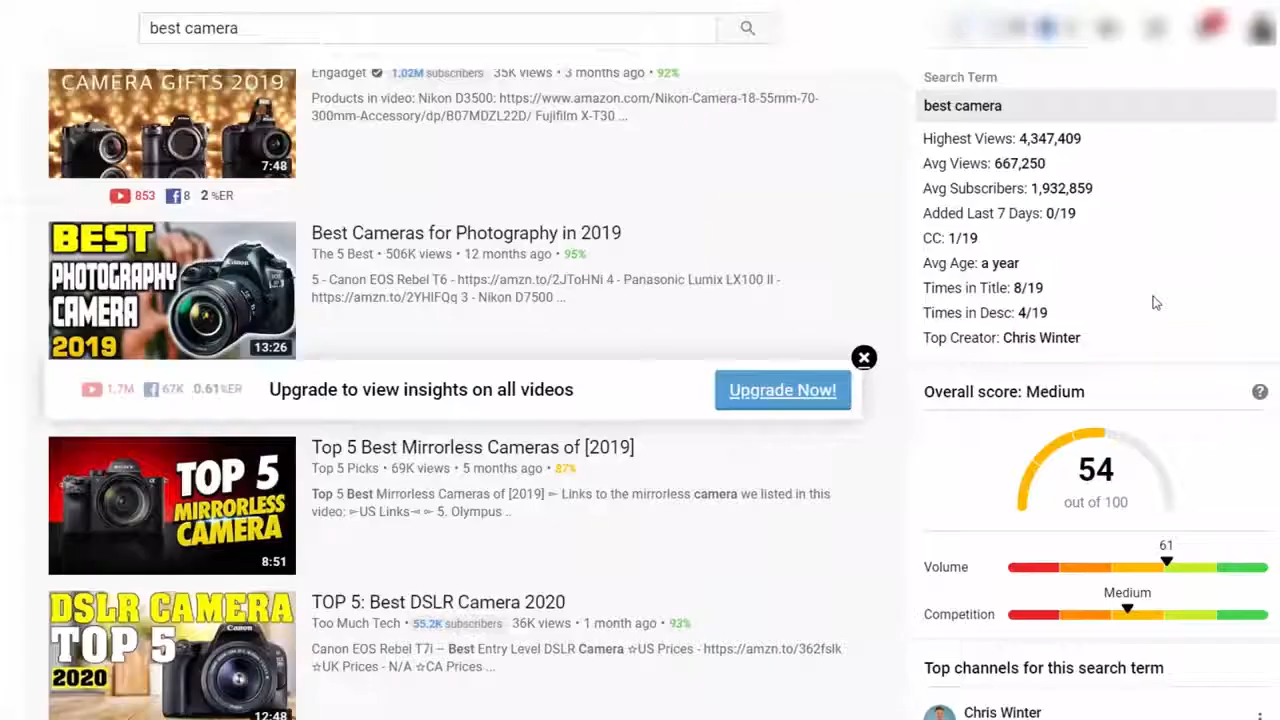 best camera
CAMERA GIFTS 2019
7:48
Engadget 1.02M subscribers 35K views • 3 months ago • 92%
Products in video: Nikon D3500: https://www.amazon.com/Nikon-Camera-18-55mm-70-
300mm-Accessory/dp/B07MDZL22D/ Fujifilm X-T30 ...
853 8 2 %ER
BEST
PHOTOGRAPHY
CAMERA
2019
Canon
13:26
Best Cameras for Photography in 2019
The 5 Best • 506K views • 12 months ago • 95%
5 - Canon EOS Rebel T6 - https://amzn.to/2JToHNi 4 - Panasonic Lumix LX100 II -
https://amzn.to/2YHIFQq 3 - Nikon D7500 ...
1.7M 67K .0.61%ER
Upgrade to view insights on all videos
Upgrade Now!
SONY
TOP 5
MIRRORLESS
CAMERA
8:51
Top 5 Best Mirrorless Cameras of [2019]
Top 5 Picks • 69K views • 5 months ago • 87%
Top 5 Best Mirrorless Cameras of [2019] ► Links to the mirrorless camera we listed in this
video: ►US Links◄ ► 5. Olympus ..
DSLR CAMERA
TOP 5
2020
Canon
12:48
TOP 5: Best DSLR Camera 2020
Too Much Tech • 55.2K subscribers 36K views • 1 month ago • 93%
Canon EOS Rebel T7i – Best Entry Level DSLR Camera ☆US Prices - https://amzn.to/362fslk
☆UK Prices - N/A ☆CA Prices ...
Search Term
best camera
Highest Views: 4,347,409
Avg Views: 667,250
Avg Subscribers: 1,932,859
Added Last 7 Days: 0/19
CC: 1/19
Avg Age: a year
Times in Title: 8/19
Times in Desc: 4/19
Top Creator: Chris Winter
Overall score: Medium
54
out of 100
61
Volume
Medium
Competition
Top channels for this search term
Chris Winter